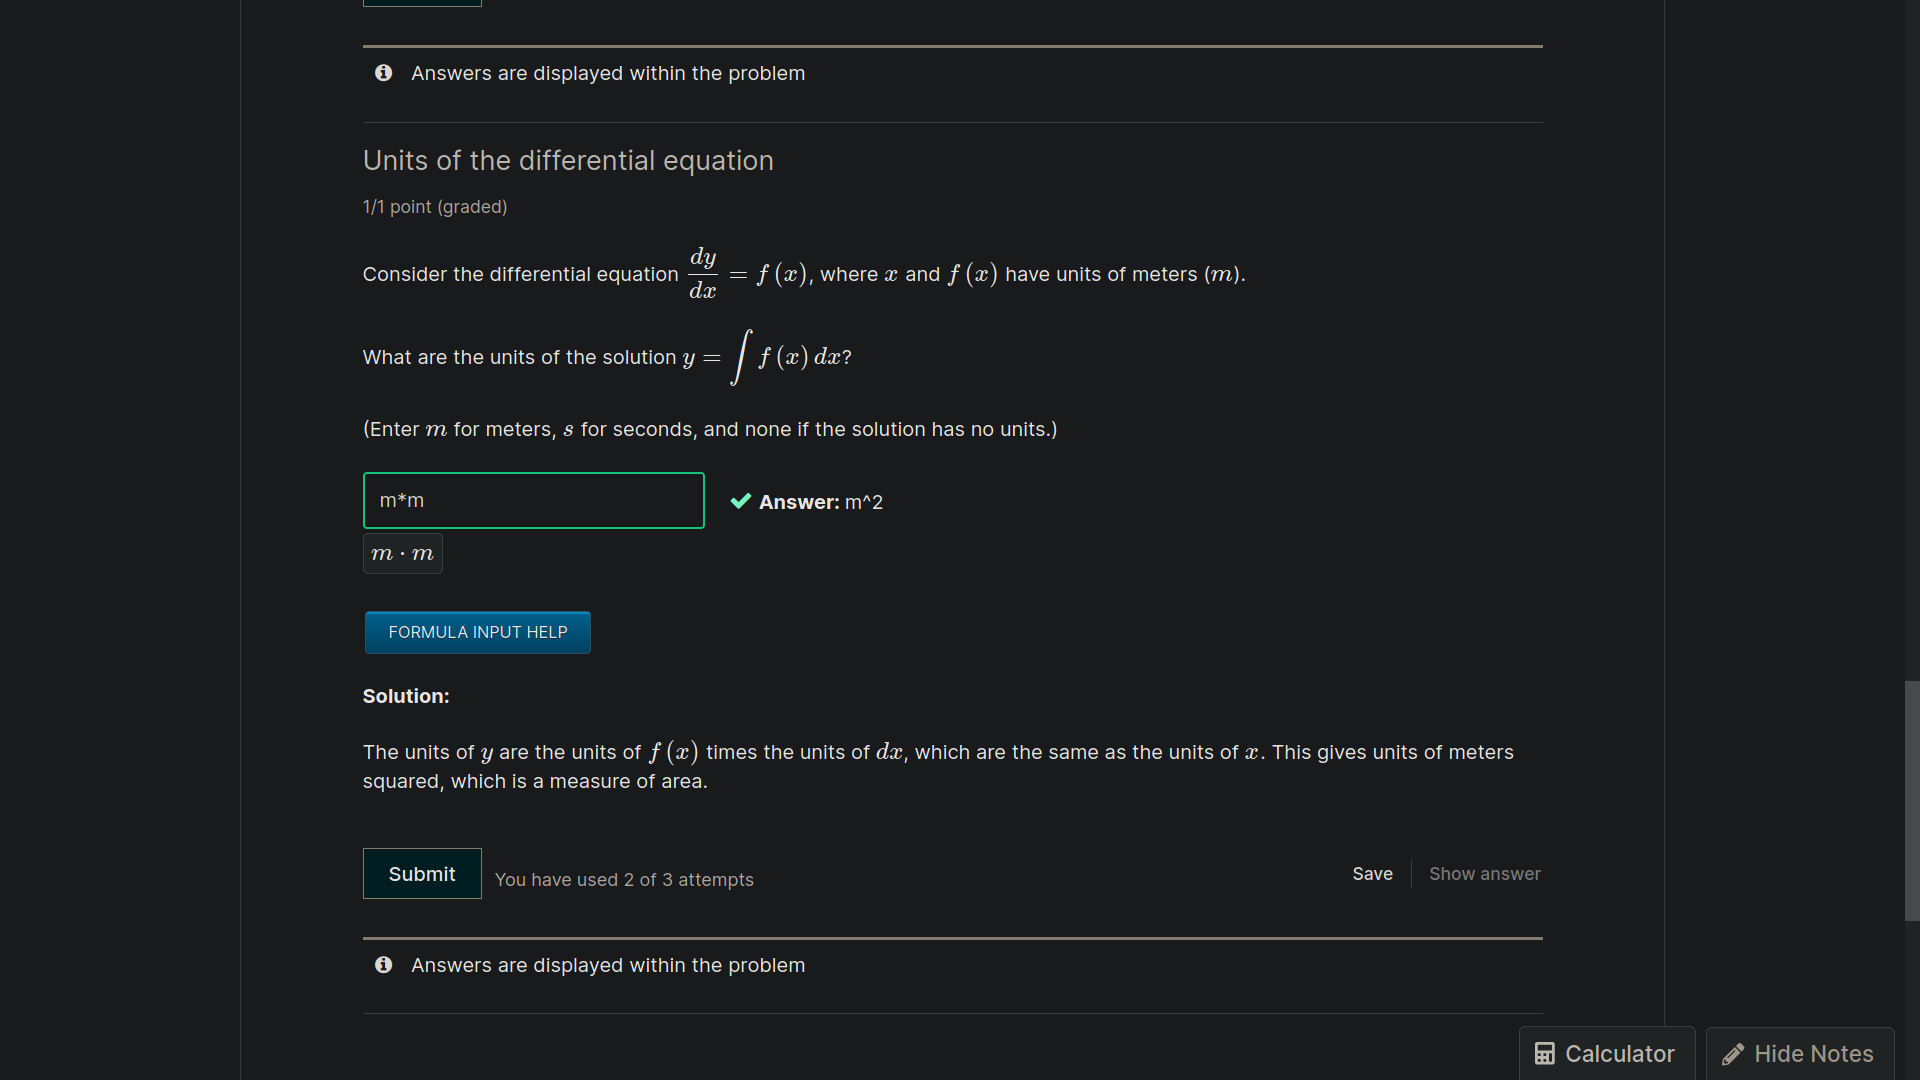 Answers are displayed within the problem
Units of the differential equation
1/1 point (graded)
Consider the differential equation dy/dx = f (x), where x and f (x) have units of meters (m).
What are the units of the solution y = ∫ f (x) dx?
(Enter m for meters, s for seconds, and none if the solution has no units.)
m*m
Answer: m^2
m · m
FORMULA INPUT HELP
Solution:
The units of y are the units of f (x) times the units of dx, which are the same as the units of x. This gives units of meters
squared, which is a measure of area.
Submit
You have used 2 of 3 attempts
Save
Show answer
Answers are displayed within the problem
Calculator
Hide Notes